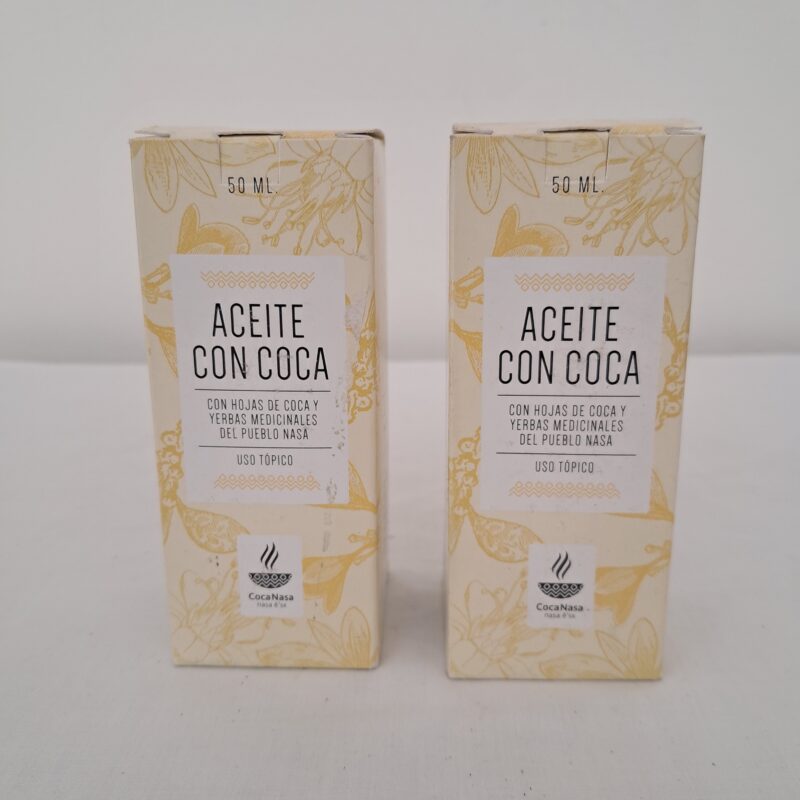 50 ML.
ACEITE
CON COCA
CON HOJAS DE COCA Y
YERBAS MEDICINALES
DEL PUEBLO NASA
USO TÓPICO
CocaNasa
nasa ê'sx
50 ML.
ACEITE
CON COCA
CON HOJAS DE COCA Y
YERBAS MEDICINALES
DEL PUEBLO NASA
USO TÓPICO
CocaNasa
nasa ê'sx